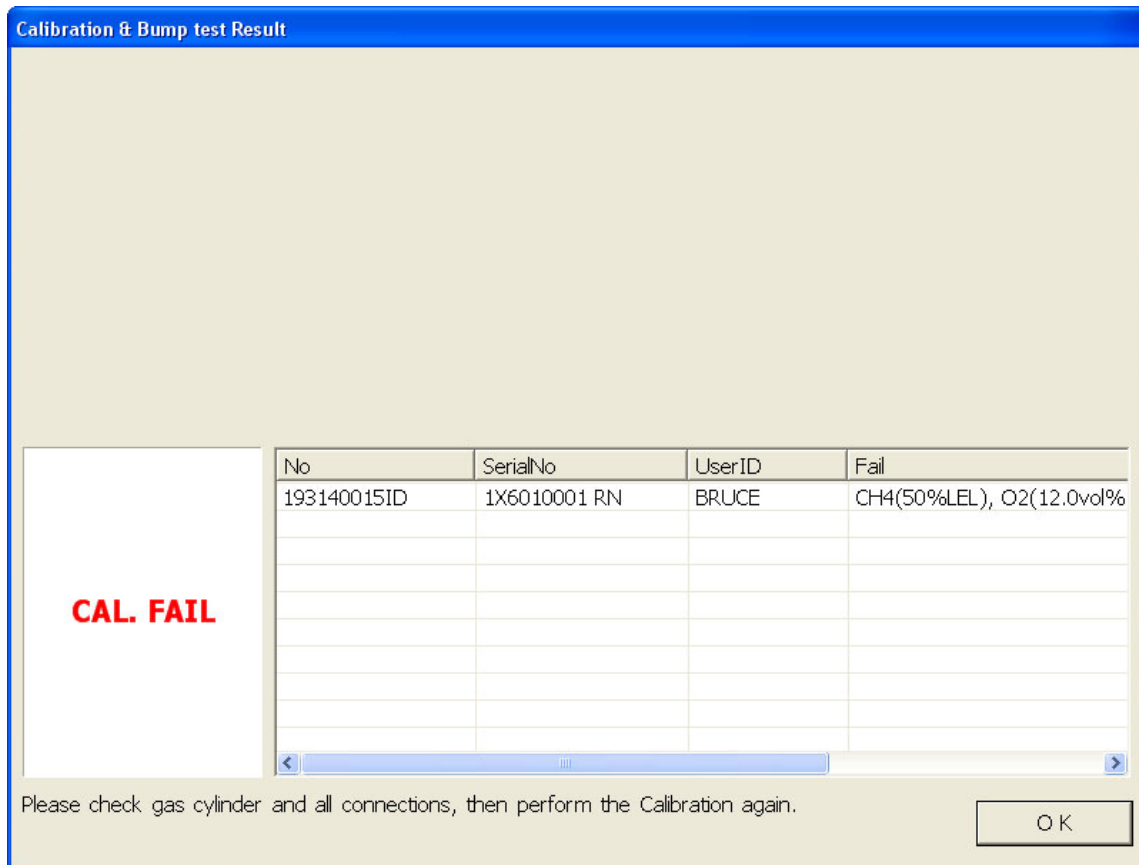 Calibration & Bump test Result
No SerialNo UserID Fail
193140015ID 1X6010001 RN BRUCE CH4(50%LEL), O2(12.0vol%
CAL. FAIL
Please check gas cylinder and all connections, then perform the Calibration again.
O K